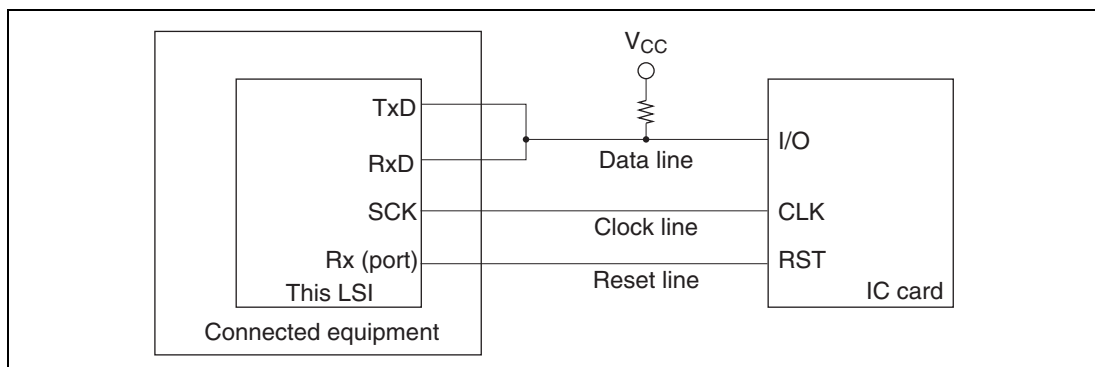 V_CC
TxD
RxD
I/O
Data line
SCK
Clock line
CLK
Rx (port)
Reset line
RST
This LSI
IC card
Connected equipment